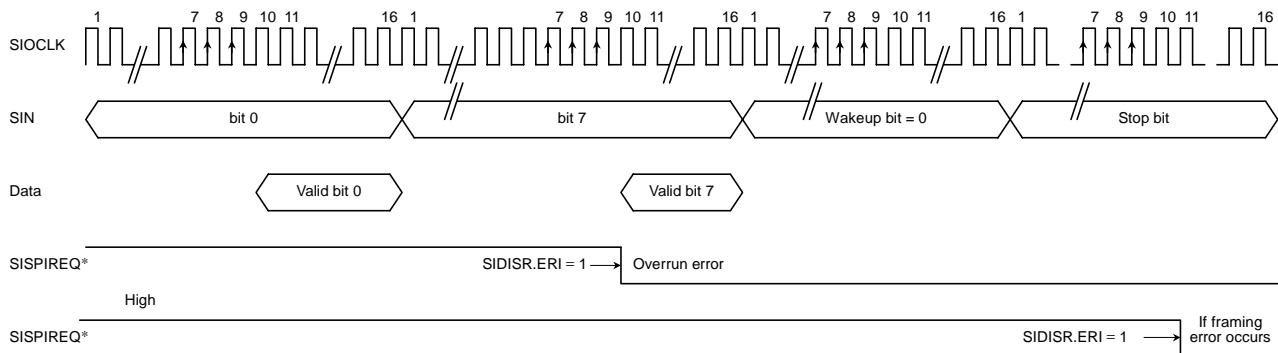 1 7 8 9 10 11 16 1 7 8 9 10 11 16 1 7 8 9 10 11 16 1 7 8 9 10 11 16
SIOCLK
SIN bit 0 bit 7 Wakeup bit = 0 Stop bit
Data Valid bit 0 Valid bit 7
SISPIREQ* SIDISR.ERI = 1 Overrun error
High
SISPIREQ* SIDISR.ERI = 1 If framing
error occurs